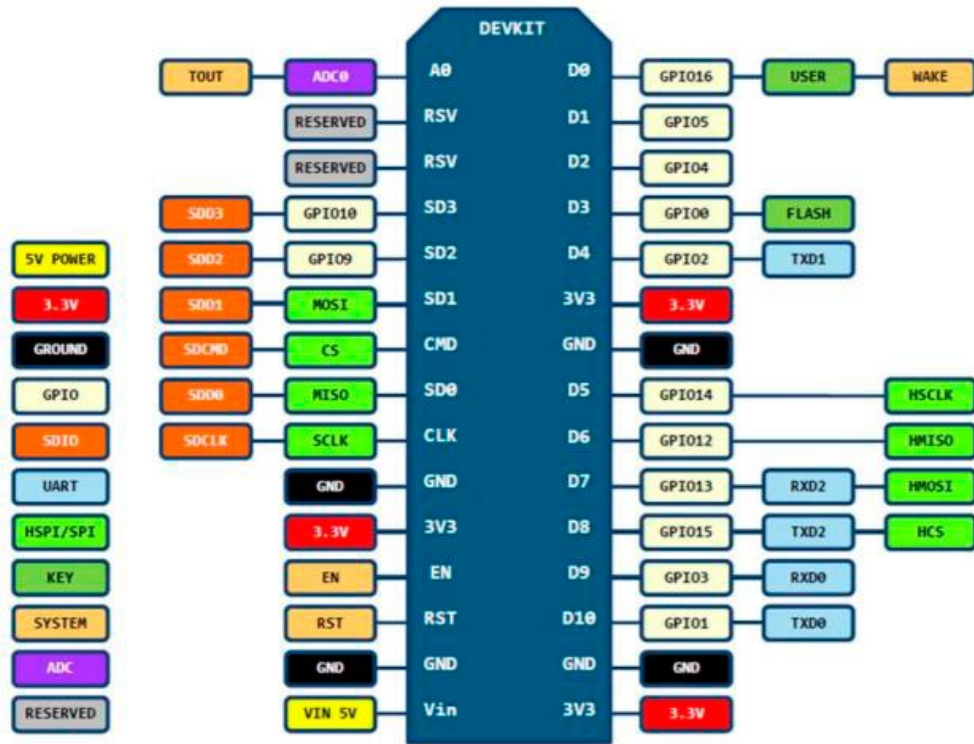 DEVKIT
TOUT ADC0 A0 D0 GPIO16 USER WAKE
RESERVED RSV D1 GPIO5
RESERVED RSV D2 GPIO4
SDD3 GPIO10 SD3 D3 GPIO0 FLASH
5V POWER SDD2 GPIO9 SD2 D4 GPIO2 TXD1
3.3V SDD1 MOSI SD1 3V3 3.3V
GROUND SDCMD CS CMD GND GND
GPIO SDD0 MISO SD0 D5 GPIO14 HSCLK
SDIO SDCLK SCLK CLK D6 GPIO12 HMISO
UART GND GND D7 GPIO13 RXD2 HMOSI
HSPI/SPI 3.3V 3V3 D8 GPIO15 TXD2 HCS
KEY EN EN D9 GPIO3 RXD0
SYSTEM RST RST D10 GPIO1 TXD0
ADC GND GND GND GND
RESERVED VIN 5V Vin 3V3 3.3V